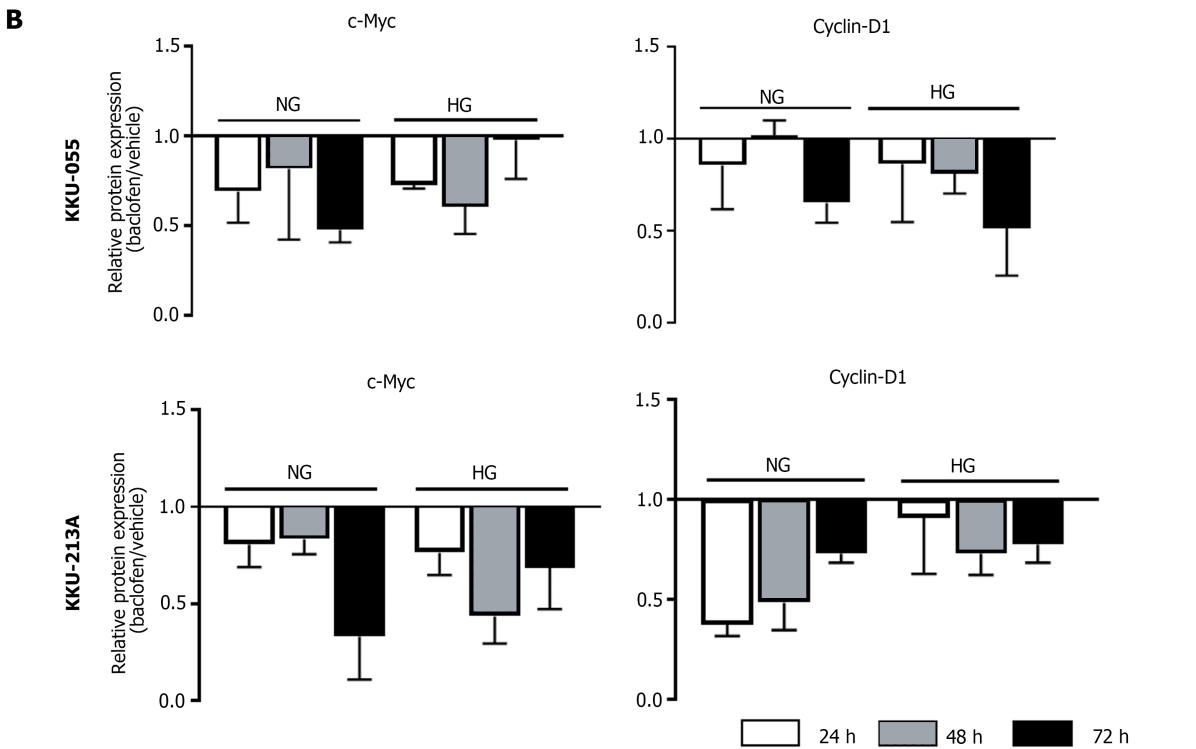 B
c-Myc
Cyclin-D1
KKU-055
Relative protein expression
(baclofen/vehicle)
1.5
1.0
0.5
0.0
NG
HG
1.5
1.0
0.5
0.0
NG
HG
c-Myc
Cyclin-D1
KKU-213A
Relative protein expression
(baclofen/vehicle)
1.5
1.0
0.5
0.0
NG
HG
1.5
1.0
0.5
0.0
NG
HG
24 h
48 h
72 h